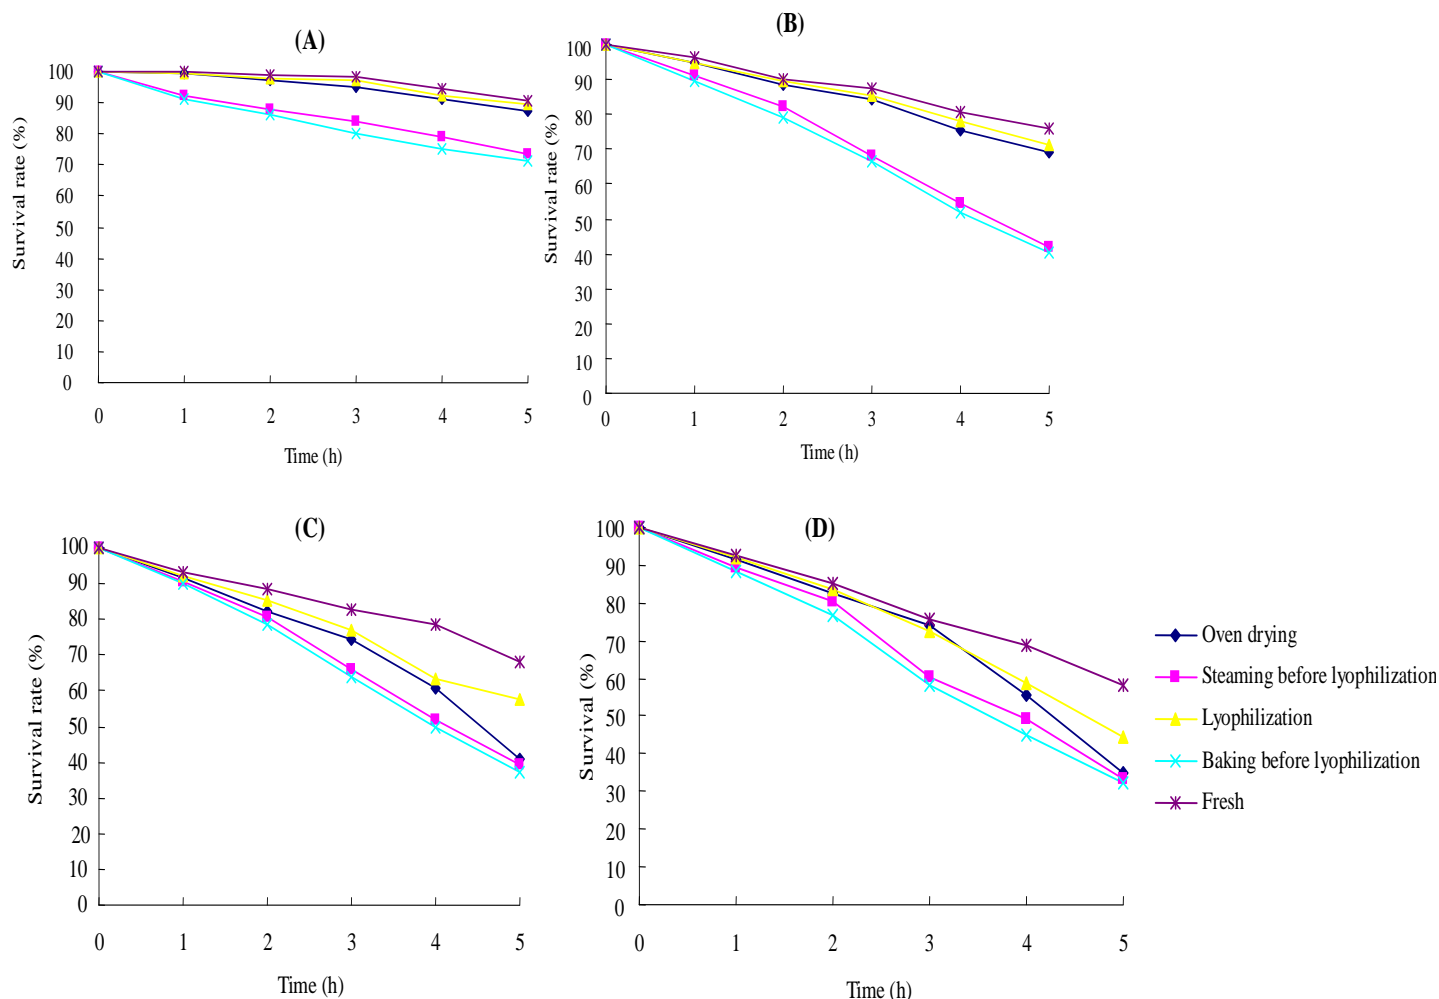 (A)
100
90
80
70
60
50
40
30
20
10
0
Survival rate (%)
0 1 2 3 4 5
Time (h)
(B)
100
90
80
70
60
50
40
30
20
10
0
Survival rate (%)
0 1 2 3 4 5
Time (h)
(C)
100
90
80
70
60
50
40
30
20
10
0
Survival rate (%)
0 1 2 3 4 5
Time (h)
(D)
100
90
80
70
60
50
40
30
20
10
0
Survival (%)
0 1 2 3 4 5
Time (h)
Oven drying
Steaming before lyophilization
Lyophilization
Baking before lyophilization
Fresh